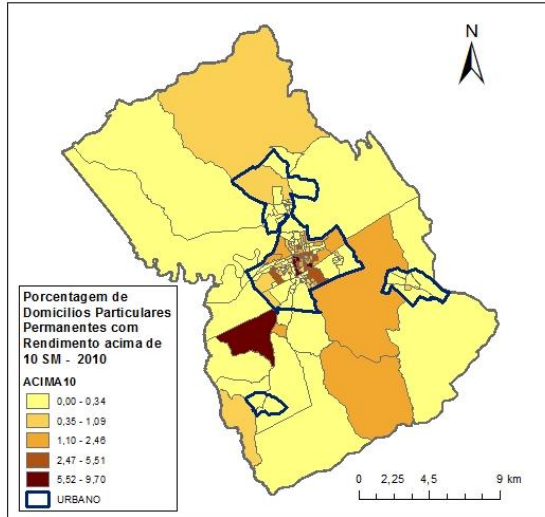 N
Porcentagem de
Domicilios Particulares
Permanentes com
Rendimento acima de
10 SM - 2010
ACIMA10
0,00 - 0,34
0,35 - 1,09
1,10 - 2,46
2,47 - 5,51
5,52 - 9,70
URBANO
0 2,25 4,5 9 km